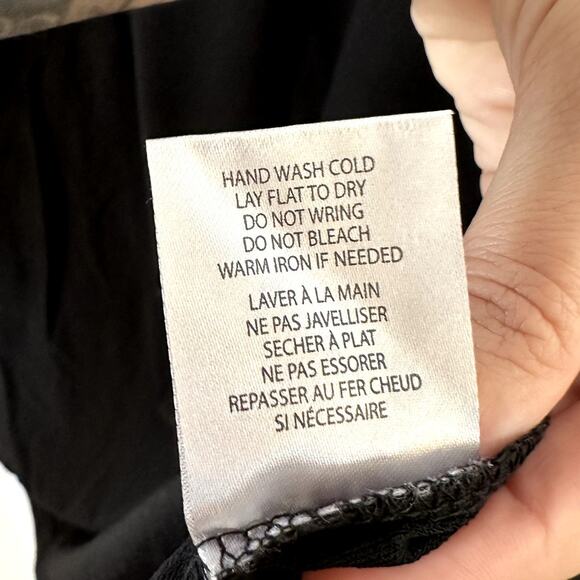 HAND WASH COLD
LAY FLAT TO DRY
DO NOT WRING
DO NOT BLEACH
WARM IRON IF NEEDED
LAVER À LA MAIN
NE PAS JAVELLISER
SECHER À PLAT
NE PAS ESSORER
REPASSER AU FER CHEUD
SI NÉCESSAIRE